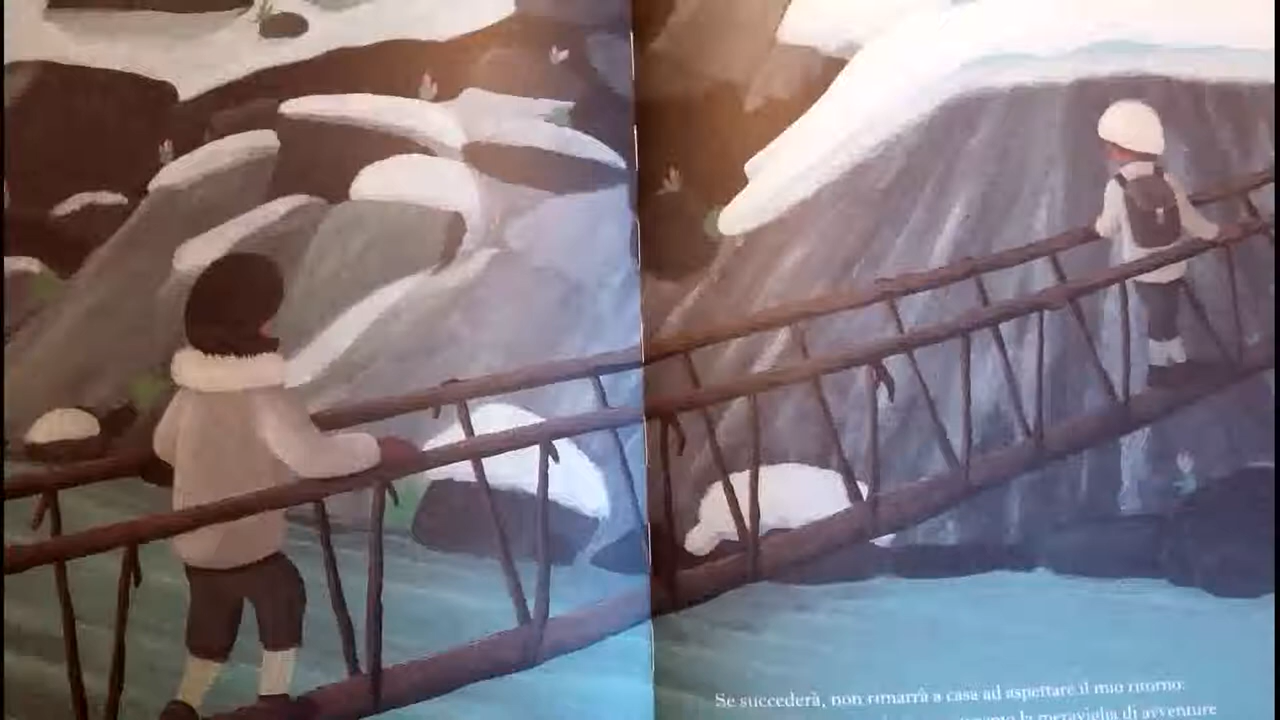 Se succederà, non rimarrà a casa ad aspettare il mio ritorno:
la meraviglia di avventure